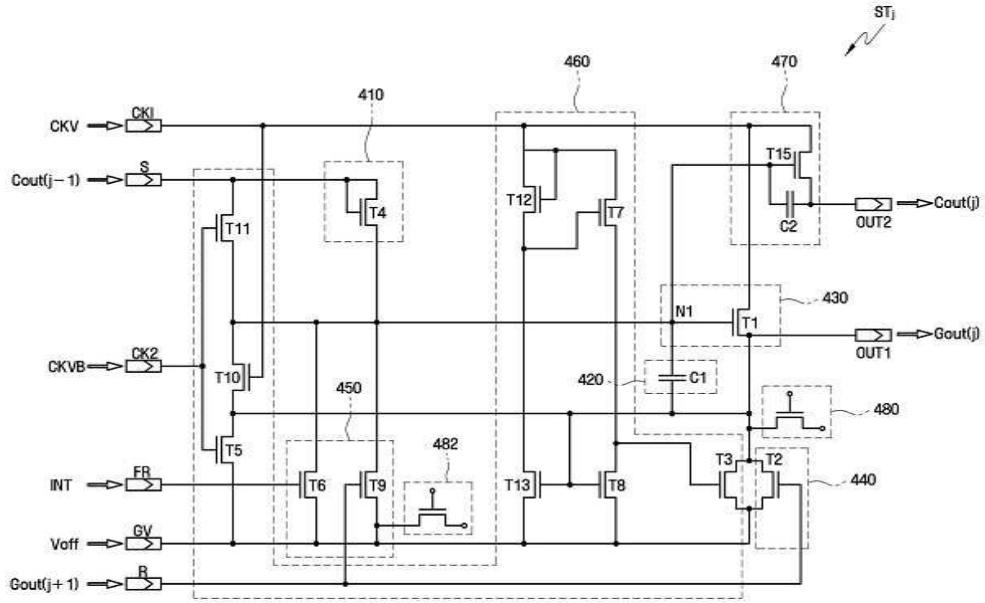 STj
460
470
410
CKV
CKI
T15
Cout(j−1)
S
T12
T7
T4
Cout(j)
OUT2
C2
T11
430
N1
T1
Gout(j)
OUT1
CKVB
CK2
T10
450
420
C1
480
T5
482
T3
T2
INT
FR
T6
T9
T13
T8
440
Voff
GV
Gout(j+1)
R